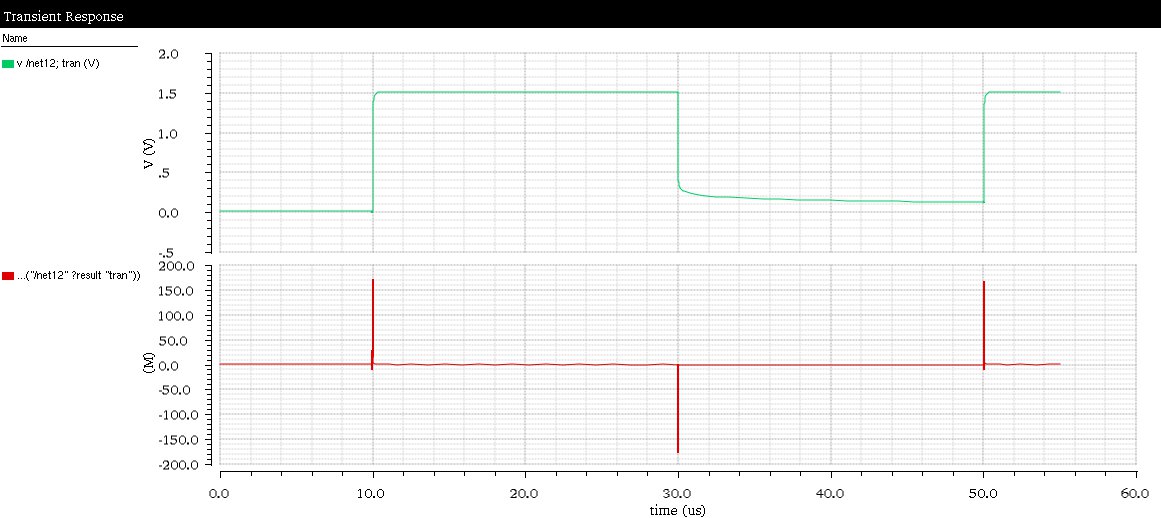 Transient Response
Name
v /net12; tran (V)
2.0
1.5
1.0
.5
0.0
-.5
V (V)
...("/net12" ?result "tran"))
200.0
150.0
100.0
50.0
0.0
-50.0
-100.0
-150.0
-200.0
(M)
0.0 10.0 20.0 30.0 40.0 50.0 60.0
time (us)